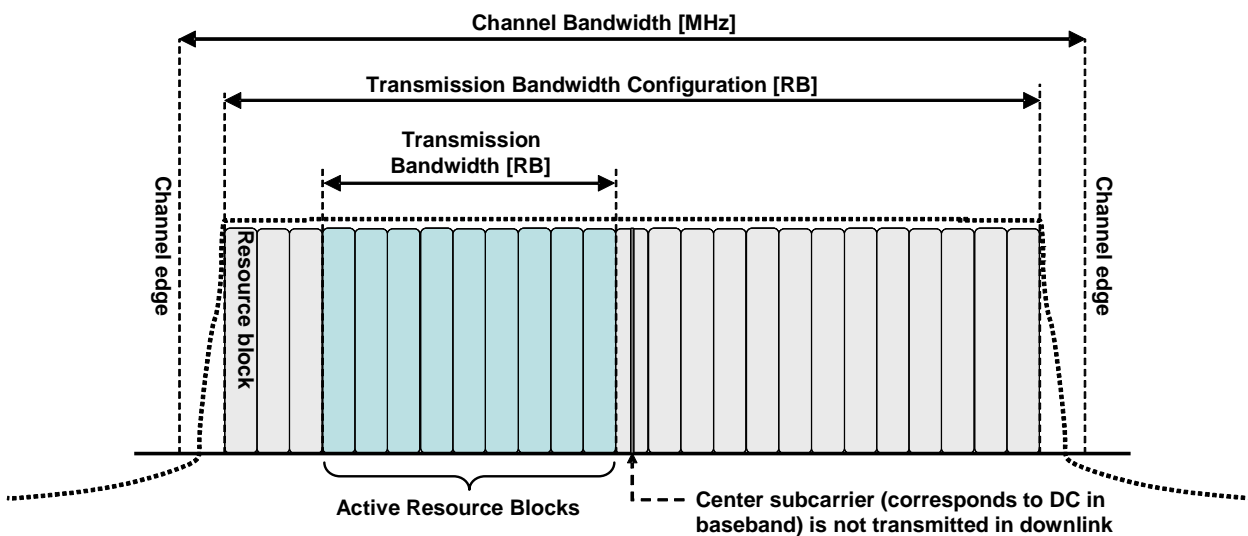 Channel Bandwidth [MHz]
Transmission Bandwidth Configuration [RB]
Transmission
Bandwidth [RB]
Channel edge
Channel edge
Resource block
Active Resource Blocks
Center subcarrier (corresponds to DC in
baseband) is not transmitted in downlink